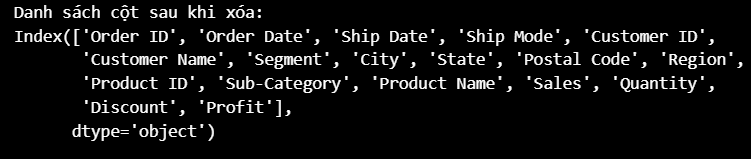 Danh sách cột sau khi xóa:
Index(['Order ID', 'Order Date', 'Ship Date', 'Ship Mode', 'Customer ID',
       'Customer Name', 'Segment', 'City', 'State', 'Postal Code', 'Region',
       'Product ID', 'Sub-Category', 'Product Name', 'Sales', 'Quantity',
       'Discount', 'Profit'],
      dtype='object')